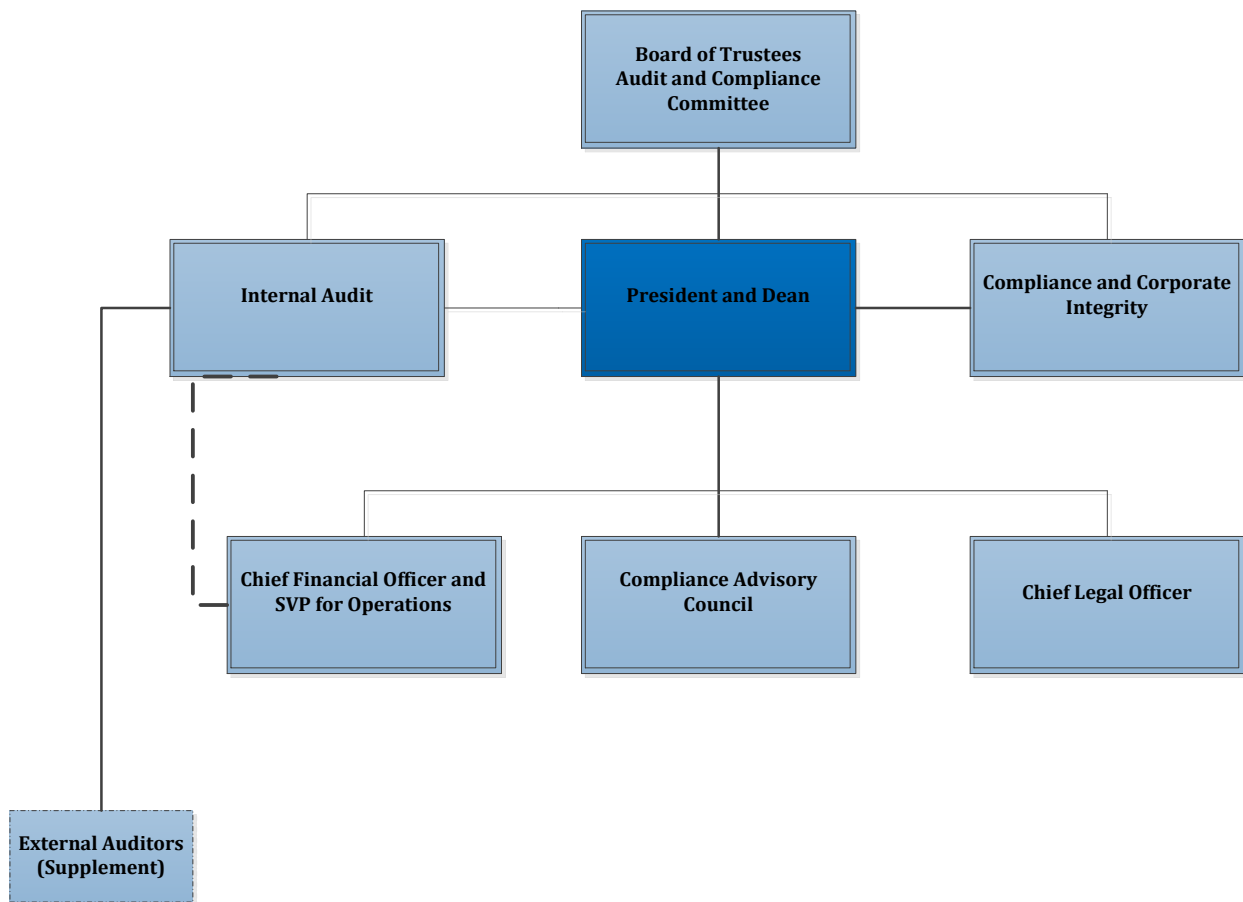 Board of Trustees
Audit and Compliance
Committee
Internal Audit
President and Dean
Compliance and Corporate
Integrity
Chief Financial Officer and
SVP for Operations
Compliance Advisory
Council
Chief Legal Officer
External Auditors
(Supplement)